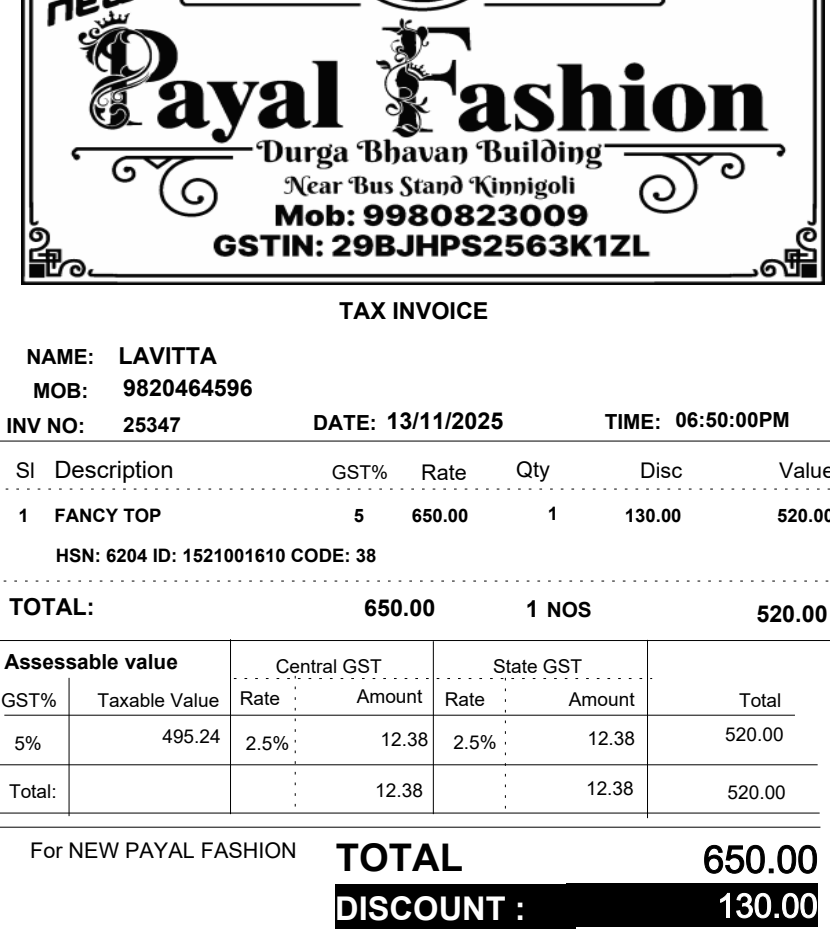 new
Payal Fashion
Durga Bhavan Building
Near Bus Stand Kinnigoli
Mob: 9980823009
GSTIN: 29BJHPS2563K1ZL
TAX INVOICE
NAME: LAVITTA
MOB: 9820464596
INV NO: 25347 DATE: 13/11/2025 TIME: 06:50:00PM
Sl Description GST% Rate Qty Disc Value
1 FANCY TOP 5 650.00 1 130.00 520.00
HSN: 6204 ID: 1521001610 CODE: 38
TOTAL: 650.00 1 NOS 520.00
Assessable value Central GST State GST
GST% Taxable Value Rate Amount Rate Amount Total
5% 495.24 2.5% 12.38 2.5% 12.38 520.00
Total: 12.38 12.38 520.00
For NEW PAYAL FASHION TOTAL 650.00
DISCOUNT : 130.00